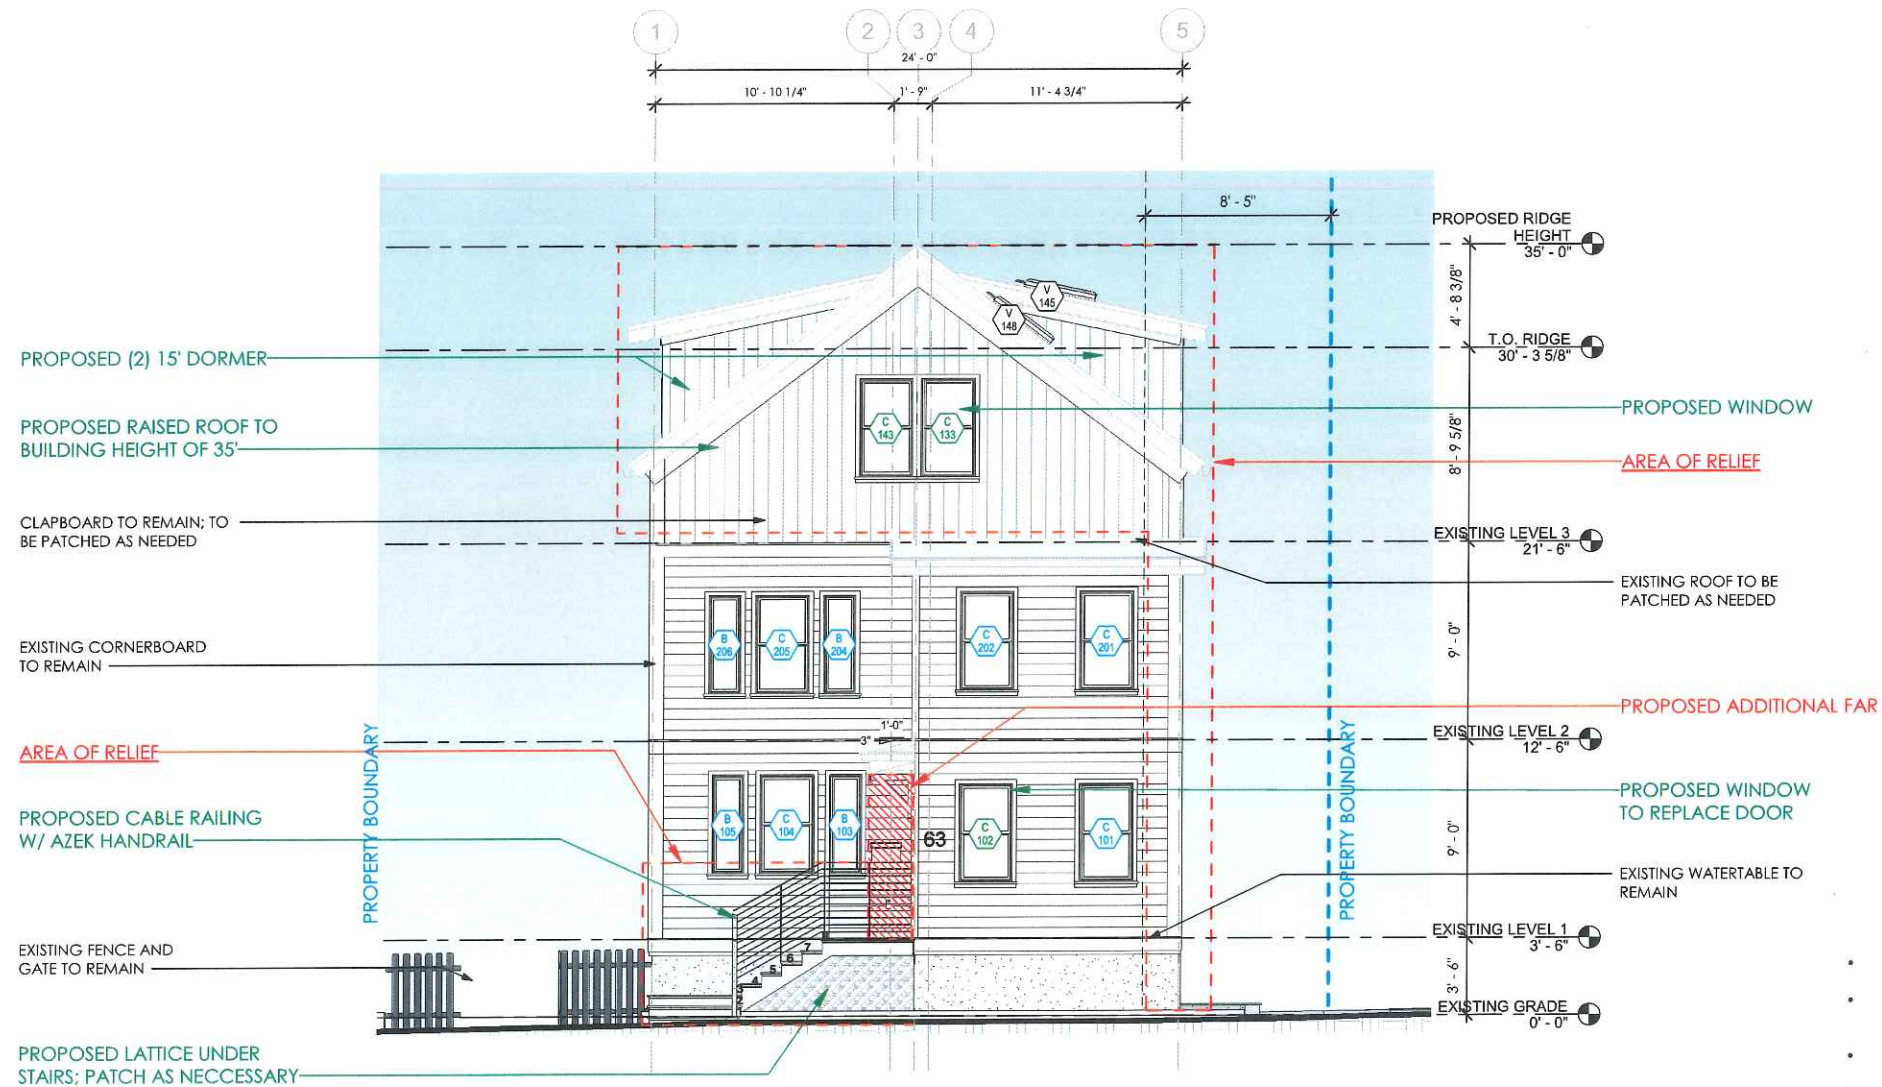 1
2
3
4
5
24' - 0"
10' - 10 1/4"
1' - 9"
11' - 4 3/4"
8' - 5"
PROPOSED RIDGE
HEIGHT
35' - 0"
4' - 8 3/8"
T.O. RIDGE
30' - 3 5/8"
8' - 9 5/8"
EXISTING LEVEL 3
21' - 6"
9' - 0"
EXISTING LEVEL 2
12' - 6"
9' - 0"
EXISTING LEVEL 1
3' - 6"
3' - 6"
EXISTING GRADE
0' - 0"
PROPOSED (2) 15' DORMER
PROPOSED RAISED ROOF TO
BUILDING HEIGHT OF 35'
CLAPBOARD TO REMAIN; TO
BE PATCHED AS NEEDED
EXISTING CORNERBOARD
TO REMAIN
AREA OF RELIEF
PROPOSED CABLE RAILING
W/ AZEK HANDRAIL
EXISTING FENCE AND
GATE TO REMAIN
PROPOSED LATTICE UNDER
STAIRS; PATCH AS NECCESSARY
PROPERTY BOUNDARY
V
145
V
148
C
143
C
133
B
206
C
205
B
204
C
202
C
201
1'-0"
3"
B
105
C
104
B
103
63
C
102
C
101
7
6
5
4
3
2
PROPERTY BOUNDARY
PROPOSED WINDOW
AREA OF RELIEF
EXISTING ROOF TO BE
PATCHED AS NEEDED
PROPOSED ADDITIONAL FAR
PROPOSED WINDOW
TO REPLACE DOOR
EXISTING WATERTABLE TO
REMAIN